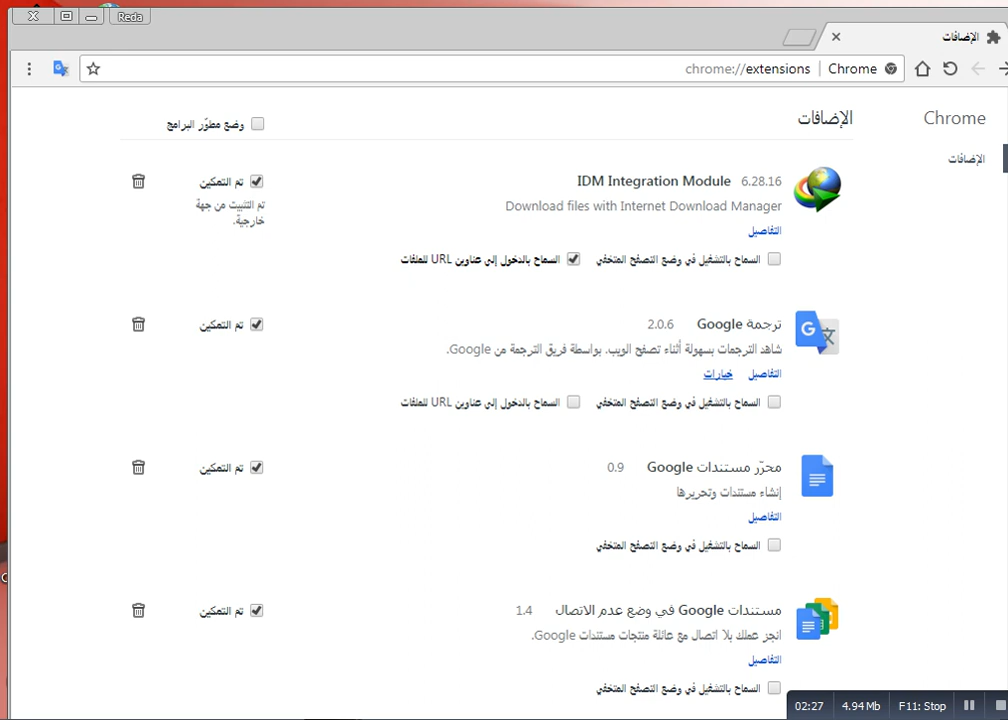 Reda
الإضافات
chrome://extensions
Chrome
Chrome
الإضافات
الإضافات
وضع مطوّر البرامج
IDM Integration Module 6.28.16
تم التمكين
Download files with Internet Download Manager
تم التثبيت من جهة
خارجية.
التفاصيل
السماح بالتشغيل في وضع التصفح المتخفي
السماح بالدخول إلى عناوين URL للملفات
ترجمة Google 2.0.6
تم التمكين
شاهد الترجمات بسهولة أثناء تصفح الويب. بواسطة فريق الترجمة من Google.
التفاصيل خيارات
السماح بالتشغيل في وضع التصفح المتخفي
السماح بالدخول إلى عناوين URL للملفات
محرّر مستندات Google 0.9
تم التمكين
إنشاء مستندات وتحريرها
التفاصيل
السماح بالتشغيل في وضع التصفح المتخفي
مستندات Google في وضع عدم الاتصال 1.4
تم التمكين
انجز عملك بلا اتصال مع عائلة منتجات مستندات Google.
التفاصيل
السماح بالتشغيل في وضع التصفح المتخفي
02:27 4.94 Mb F11: Stop